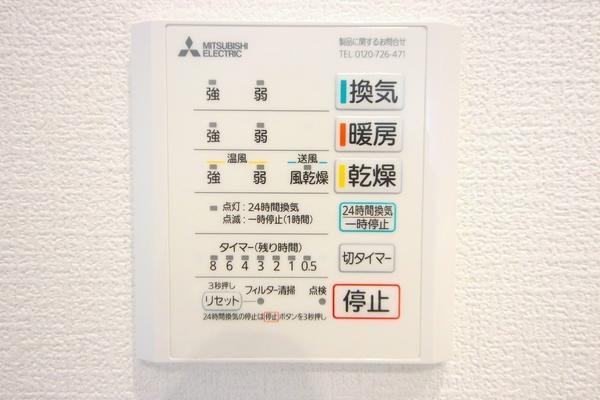 MITSUBISHI
ELECTRIC
製品に関するお問合せ
TEL:0120-726-471
強 弱 換気
強 弱 暖房
温風 送風
強 弱 風乾燥 乾燥
点灯:24時間換気
点滅:一時停止(1時間)
24時間換気
一時停止
タイマー(残り時間)
8 6 4 3 2 1 0.5
切タイマー
3秒押し
リセット フィルター清掃 点検
停止
24時間換気の停止は停止ボタンを3秒押し